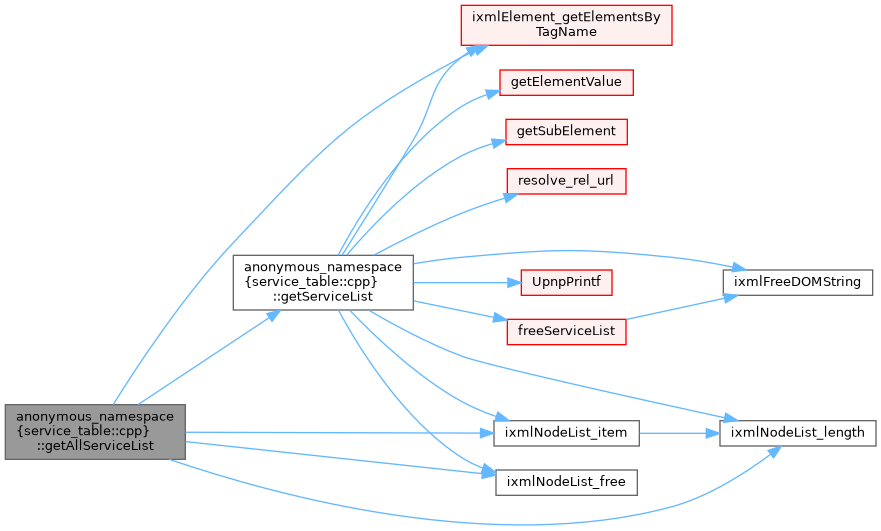 ixmlElement_getElementsBy
TagName
getElementValue
getSubElement
resolve_rel_url
anonymous_namespace
{service_table::cpp}
::getServiceList
UpnpPrintf
ixmlFreeDOMString
freeServiceList
anonymous_namespace
{service_table::cpp}
::getAllServiceList
ixmlNodeList_item
ixmlNodeList_length
ixmlNodeList_free